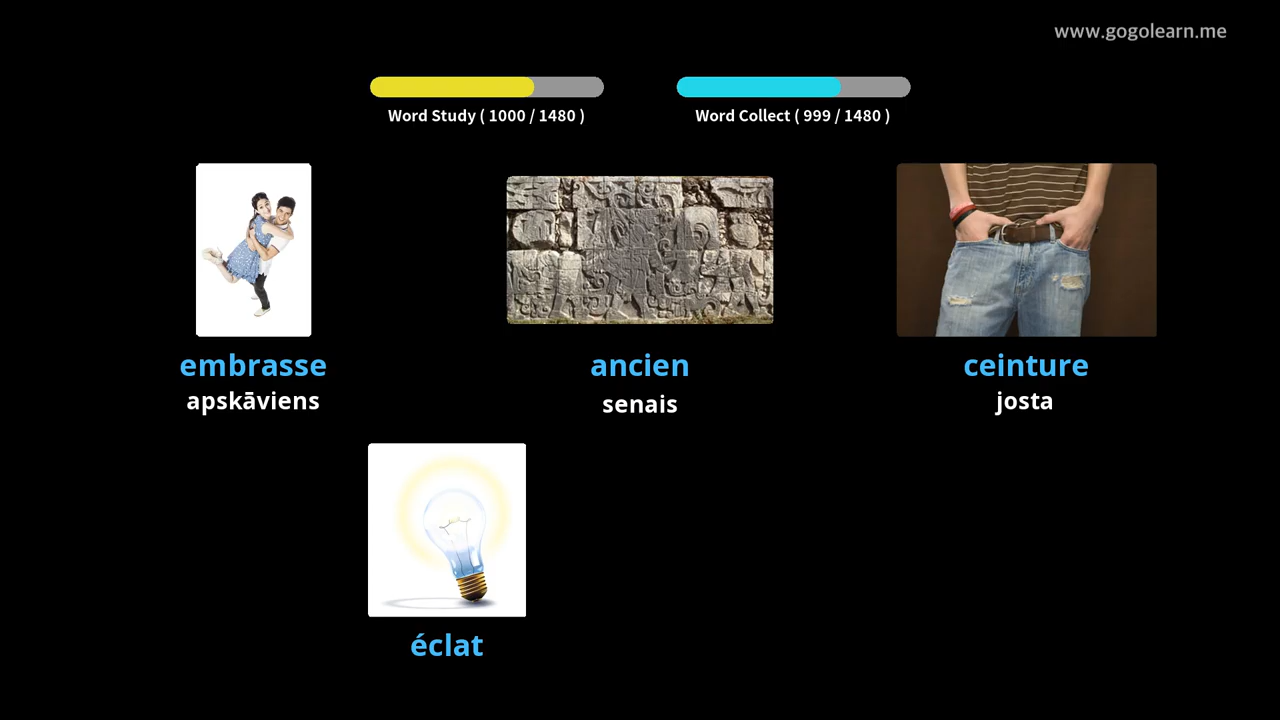 www.gogolearn.me
Word Study ( 1000 / 1480 )
Word Collect ( 999 / 1480 )
embrasse
apskāviens
ancien
senais
ceinture
josta
éclat